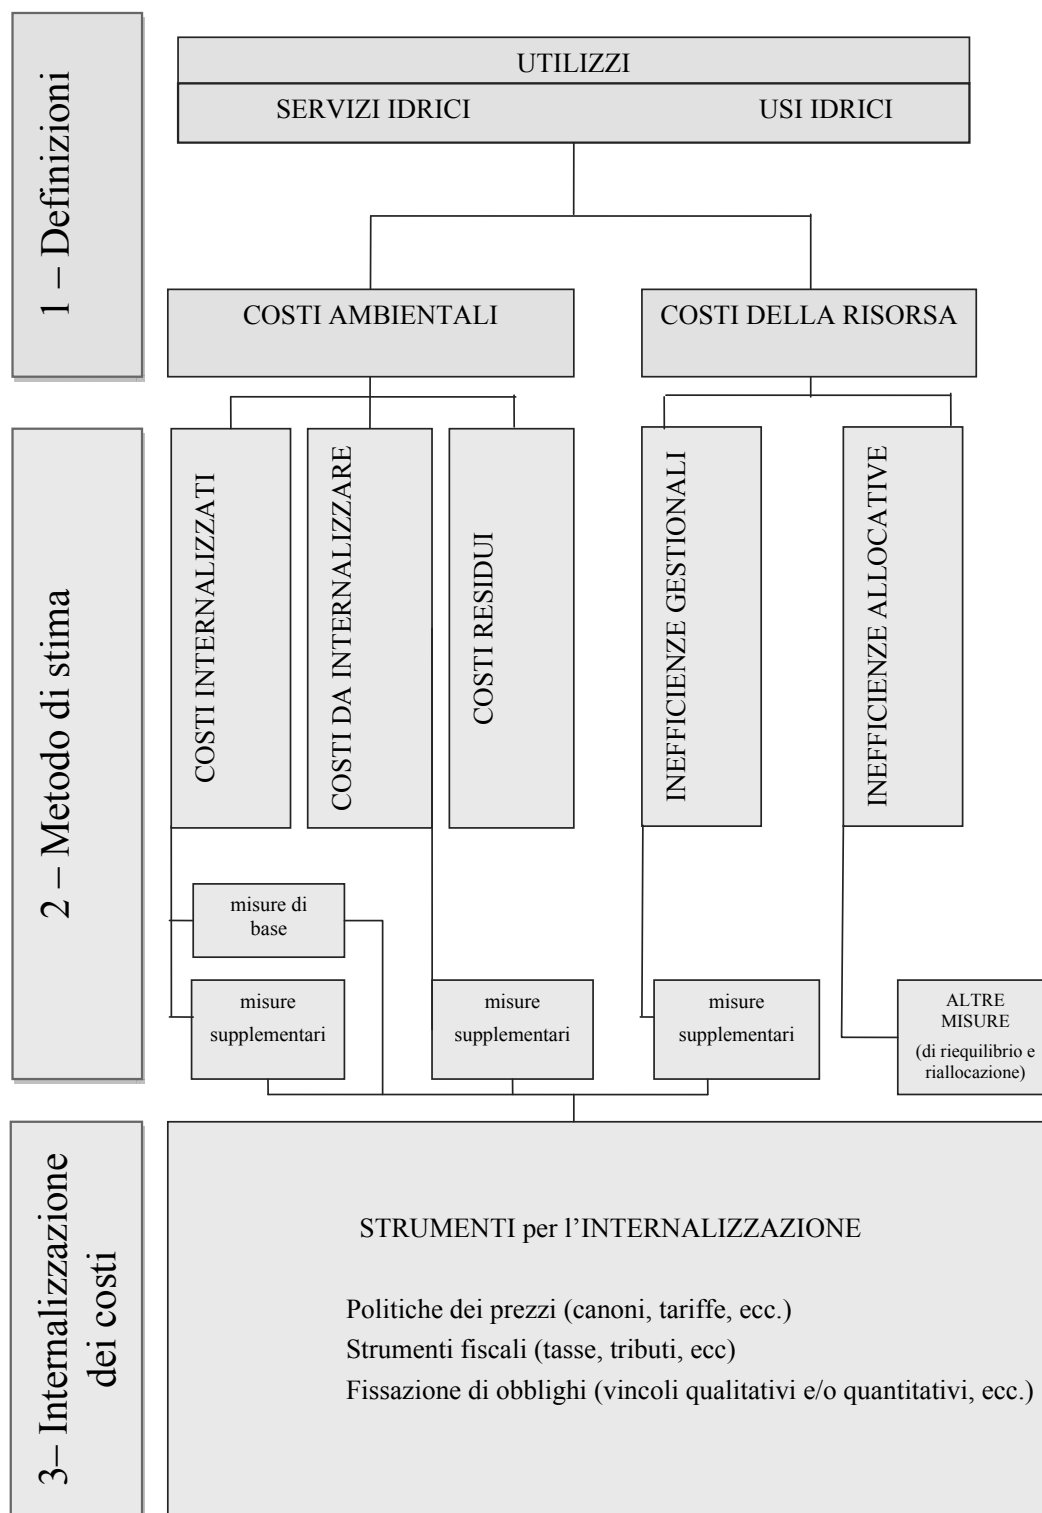 1 – Definizioni
UTILIZZI
SERVIZI IDRICI
USI IDRICI
COSTI AMBIENTALI
COSTI DELLA RISORSA
2 – Metodo di stima
COSTI INTERNALIZZATI
COSTI DA INTERNALIZZARE
COSTI RESIDUI
INEFFICIENZE GESTIONALI
INEFFICIENZE ALLOCATIVE
misure di
base
misure
supplementari
misure
supplementari
misure
supplementari
ALTRE
MISURE
(di riequilibrio e
riallocazione)
3– Internalizzazione
dei costi
STRUMENTI per l’INTERNALIZZAZIONE
Politiche dei prezzi (canoni, tariffe, ecc.)
Strumenti fiscali (tasse, tributi, ecc)
Fissazione di obblighi (vincoli qualitativi e/o quantitativi, ecc.)